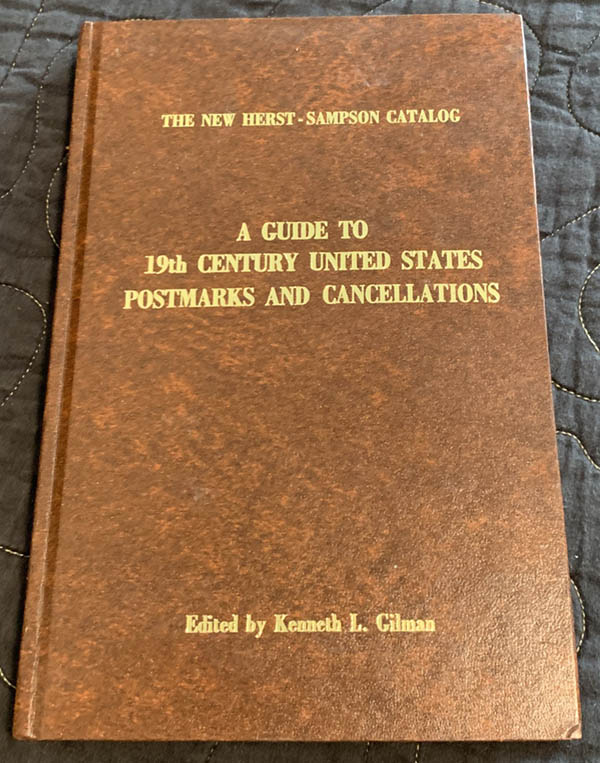 THE NEW HERST-SAMPSON CATALOG
A GUIDE TO
19th CENTURY UNITED STATES
POSTMARKS AND CANCELLATIONS
Edited by Kenneth L. Gilman